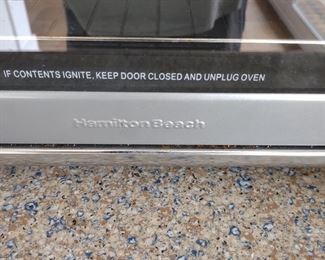 IF CONTENTS IGNITE, KEEP DOOR CLOSED AND UNPLUG OVEN
Hamilton Beach